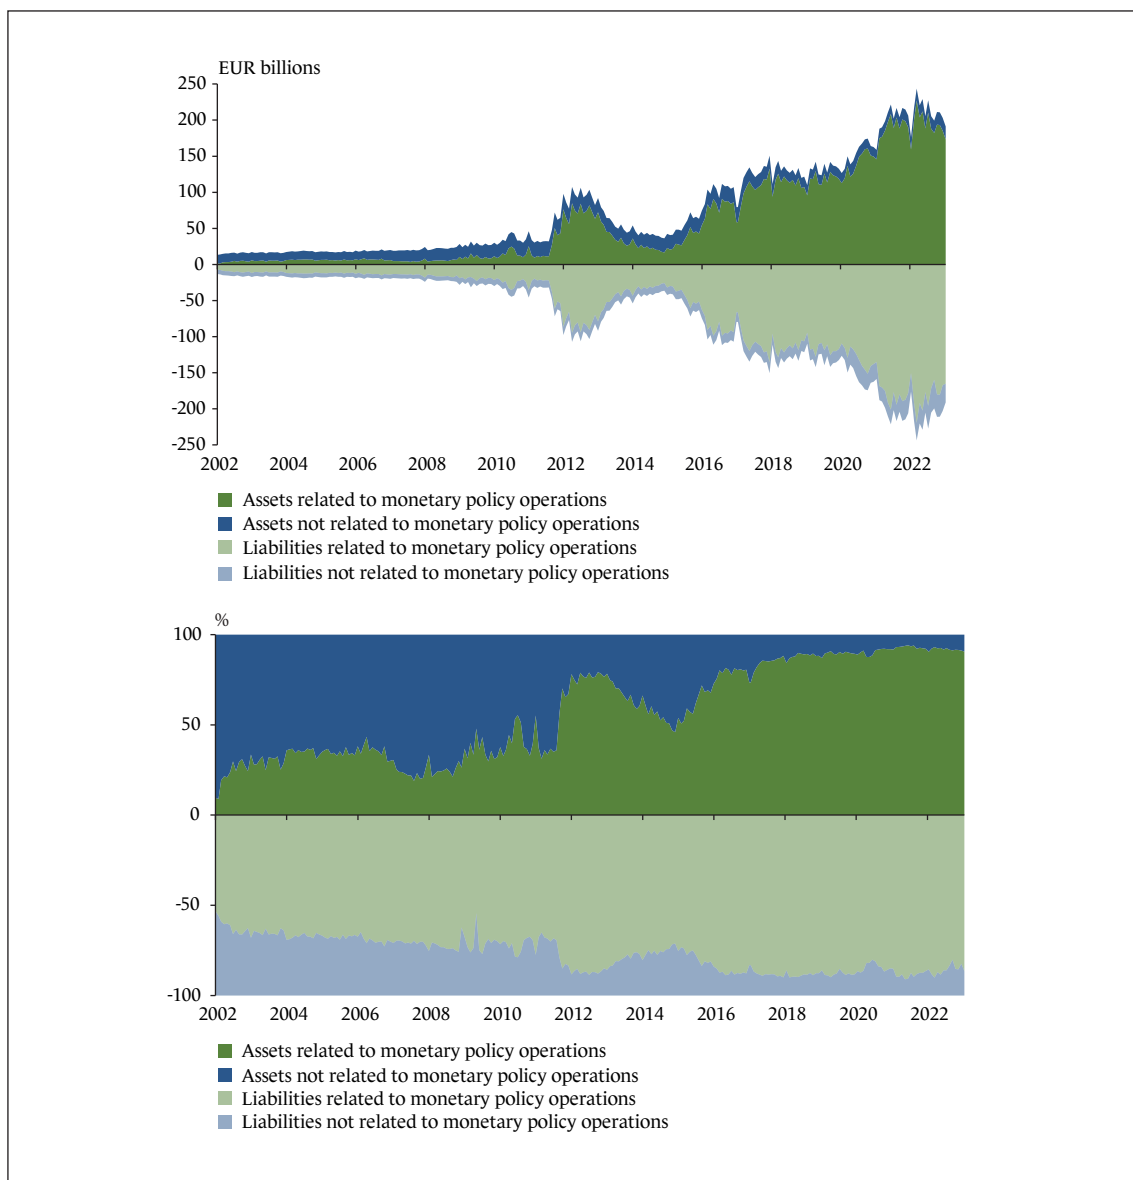 EUR billions
250
200
150
100
50
0
-50
-100
-150
-200
-250
2002 2004 2006 2008 2010 2012 2014 2016 2018 2020 2022
Assets related to monetary policy operations
Assets not related to monetary policy operations
Liabilities related to monetary policy operations
Liabilities not related to monetary policy operations
%
100
50
0
-50
-100
2002 2004 2006 2008 2010 2012 2014 2016 2018 2020 2022
Assets related to monetary policy operations
Assets not related to monetary policy operations
Liabilities related to monetary policy operations
Liabilities not related to monetary policy operations